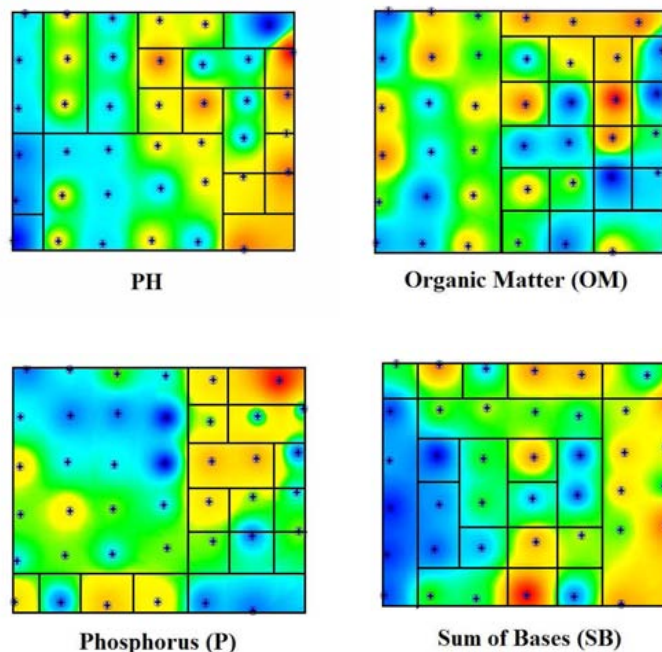 PH
Organic Matter (OM)
Phosphorus (P)
Sum of Bases (SB)